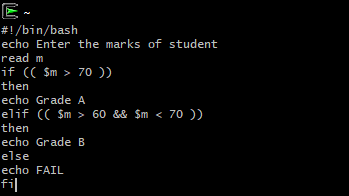 ~
#!/bin/bash
echo Enter the marks of student
read m
if (( $m > 70 ))
then
echo Grade A
elif (( $m > 60 && $m < 70 ))
then
echo Grade B
else
echo FAIL
fi